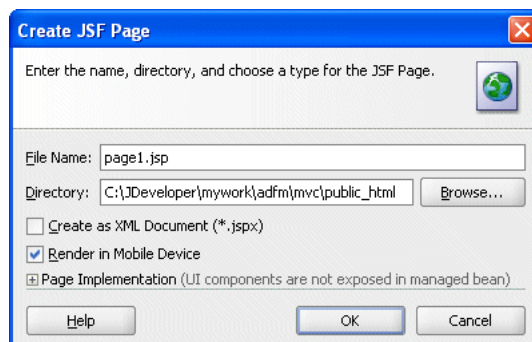 Create JSF Page
Enter the name, directory, and choose a type for the JSF Page.
File Name: page1.jsp
Directory: C:\JDeveloper\mywork\adfm\mvc\public_html Browse...
Create as XML Document (*.jspx)
Render in Mobile Device
Page Implementation (UI components are not exposed in managed bean)
Help OK Cancel